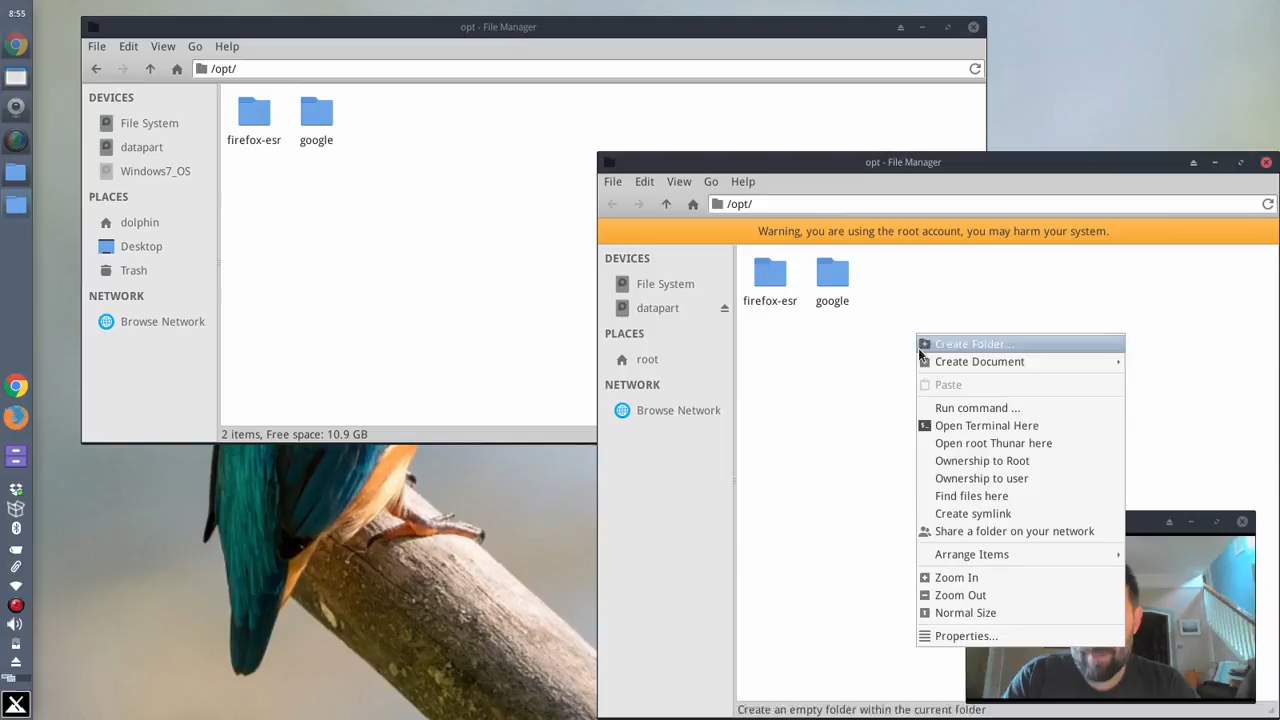 8:55
opt - File Manager
File Edit View Go Help
/opt/
DEVICES
File System
datapart
Windows7_OS
PLACES
dolphin
Desktop
Trash
NETWORK
Browse Network
firefox-esr google
2 items, Free space: 10.9 GB
opt - File Manager
File Edit View Go Help
/opt/
Warning, you are using the root account, you may harm your system.
DEVICES
File System
datapart
PLACES
root
NETWORK
Browse Network
firefox-esr google
Create Folder...
Create Document
Paste
Run command ...
Open Terminal Here
Open root Thunar here
Ownership to Root
Ownership to user
Find files here
Create symlink
Share a folder on your network
Arrange Items
Zoom In
Zoom Out
Normal Size
Properties...
Create an empty folder within the current folder